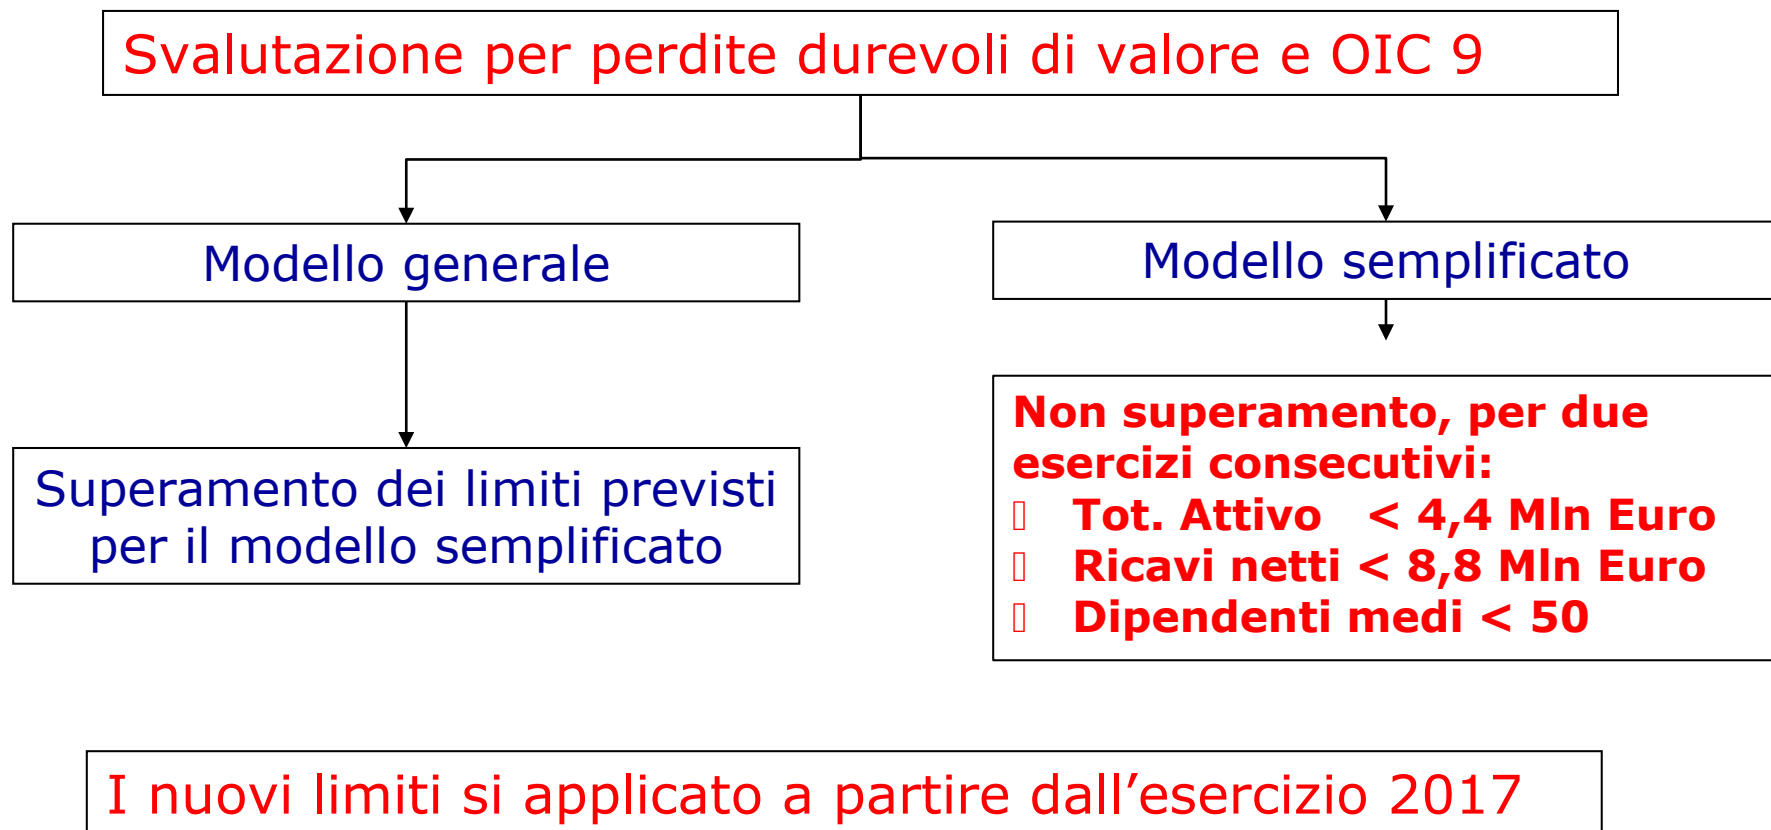 Svalutazione per perdite durevoli di valore e OIC 9
Modello generale
Modello semplificato
Superamento dei limiti previsti
per il modello semplificato
Non superamento, per due
esercizi consecutivi:
Tot. Attivo < 4,4 Mln Euro
Ricavi netti < 8,8 Mln Euro
Dipendenti medi < 50
I nuovi limiti si applicato a partire dall’esercizio 2017